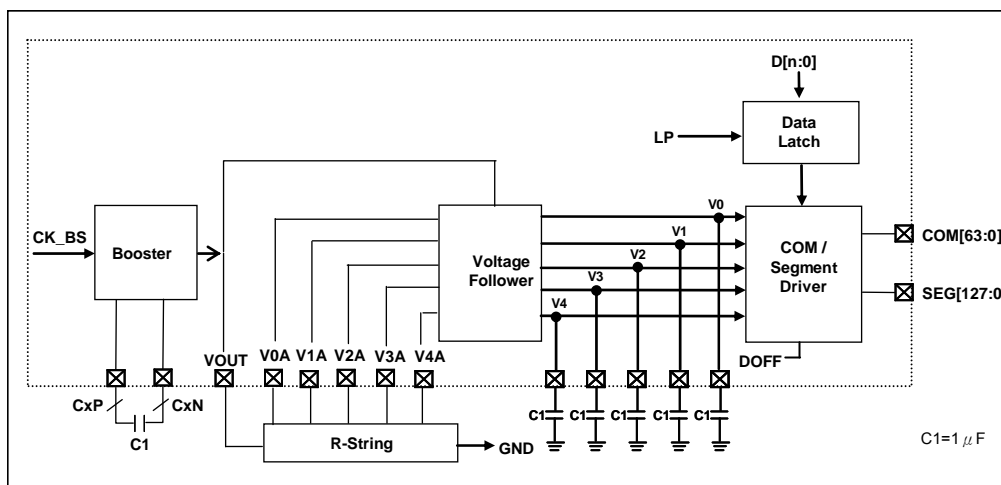 D[n:0]
Data
Latch
LP
V0
CK_BS
Booster
Voltage
Follower
V1
V2
V3
V4
COM /
Segment
Driver
COM[63:0]
SEG[127:0
DOFF
VOUT
V0A
V1A
V2A
V3A
V4A
CxP
CxN
C1
R-String
GND
C1
C1
C1
C1
C1
C1=1μF